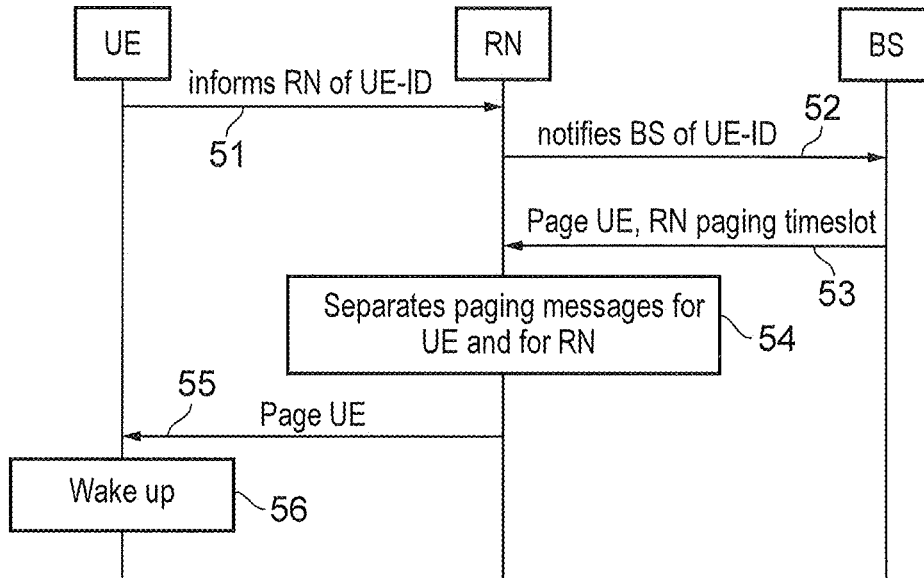 UE
RN
BS
informs RN of UE-ID
51
52
notifies BS of UE-ID
Page UE, RN paging timeslot
53
Separates paging messages for
UE and for RN
54
55
Page UE
Wake up
56